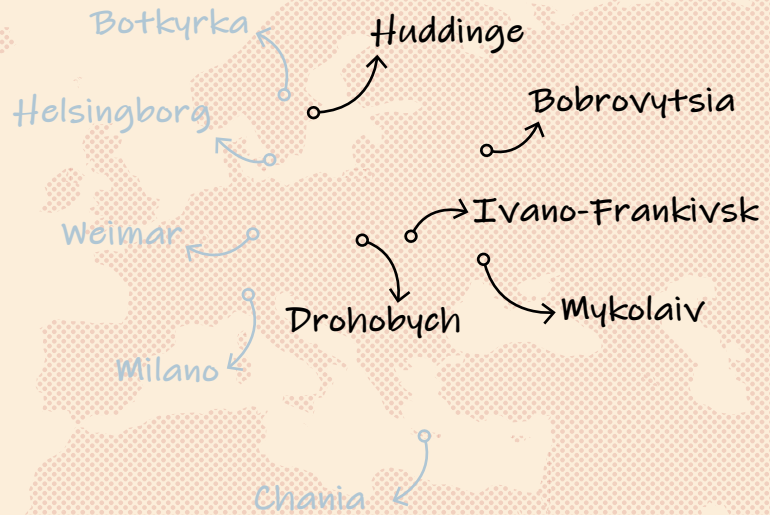 Botkyrka
Huddinge
Helsingborg
Bobrovytsia
Weimar
Ivano-Frankivsk
Drohobych
Mykolaiv
Milano
Chania